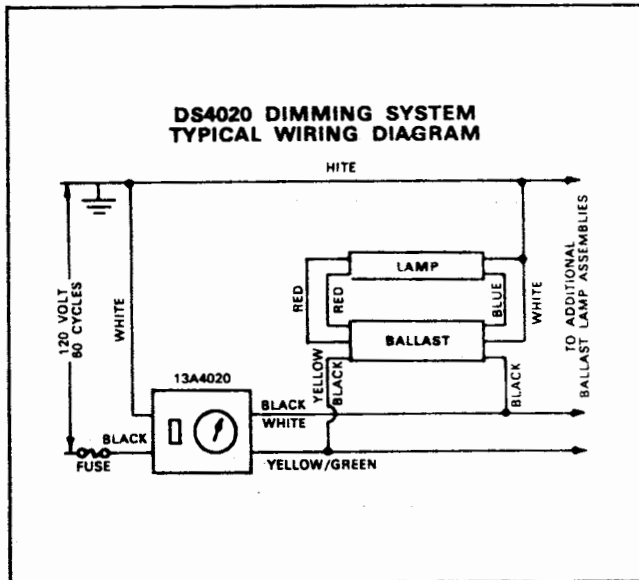 DS4020 DIMMING SYSTEM
TYPICAL WIRING DIAGRAM
HITE
120 VOLT
60 CYCLES
WHITE
RED
RED
LAMP
BLUE
WHITE
TO ADDITIONAL
BALLAST LAMP ASSEMBLIES
BALLAST
YELLOW
BLACK
BLACK
13A4020
BLACK
WHITE
BLACK
FUSE
YELLOW/GREEN